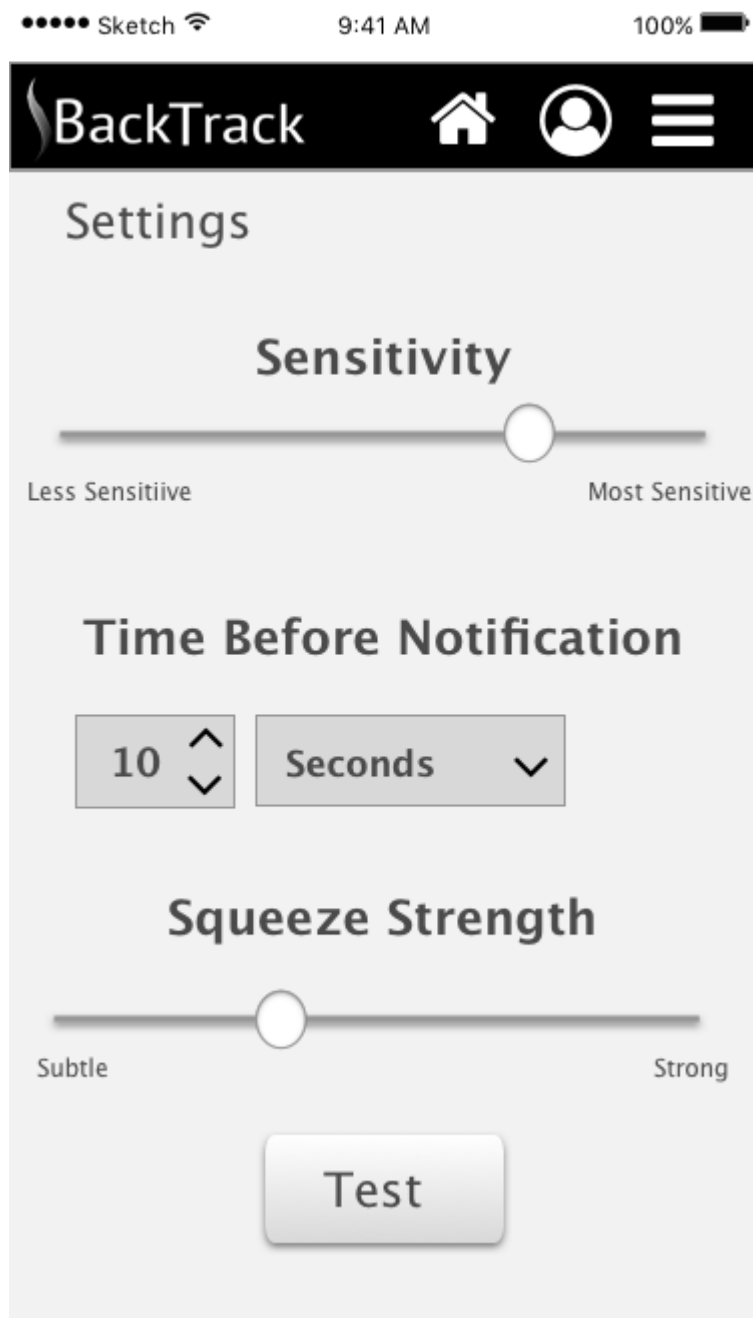 Sketch 9:41 AM 100%
BackTrack
Settings
Sensitivity
Less Sensitiive Most Sensitive
Time Before Notification
10 Seconds
Squeeze Strength
Subtle Strong
Test